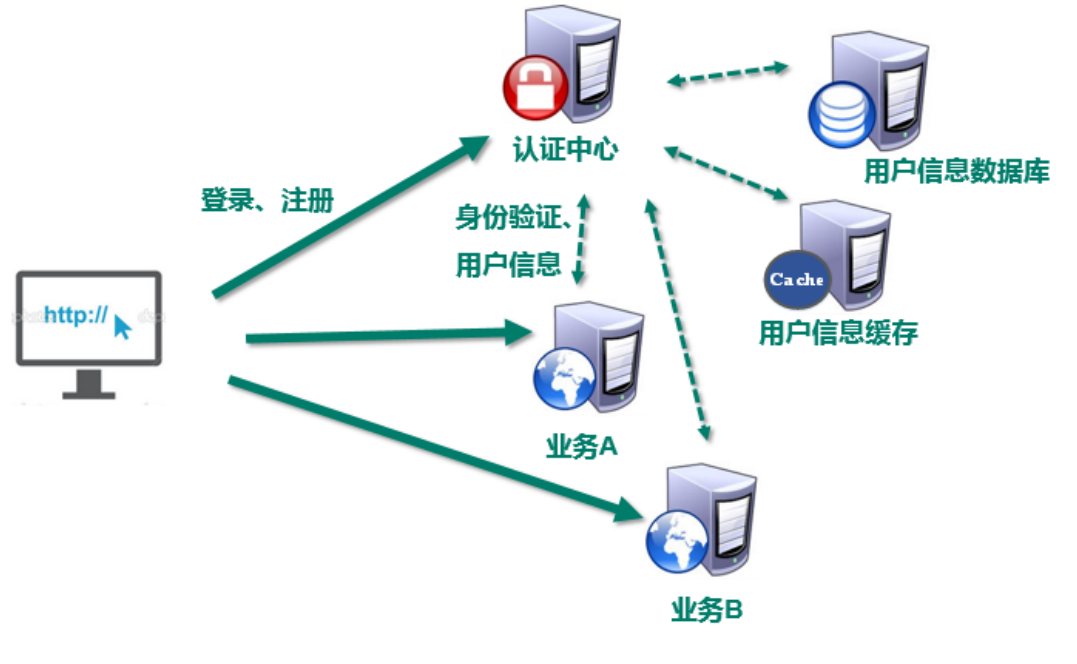 认证中心
用户信息数据库
登录、注册
身份验证、
用户信息
http://
Cache
用户信息缓存
业务A
业务B